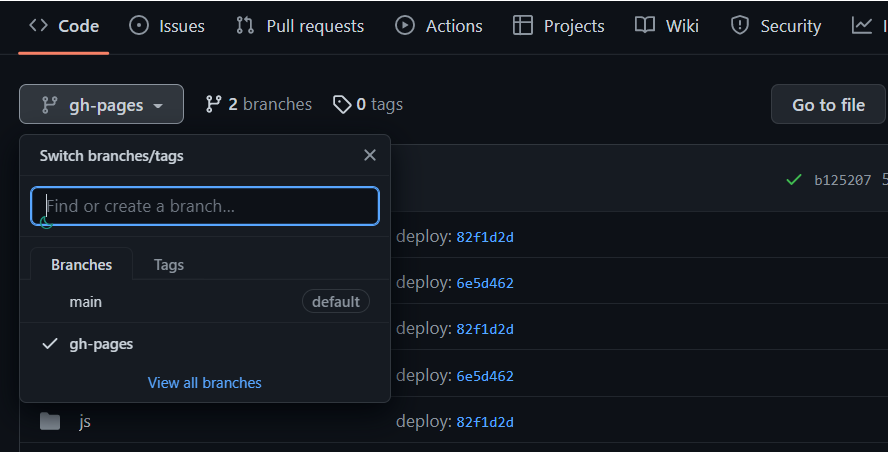 Code Issues Pull requests Actions Projects Wiki Security
gh-pages 2 branches 0 tags Go to file
Switch branches/tags
b125207 5
Find or create a branch...
deploy: 82f1d2d
Branches Tags
deploy: 6e5d462
main default
deploy: 82f1d2d
gh-pages
deploy: 6e5d462
View all branches
js deploy: 82f1d2d